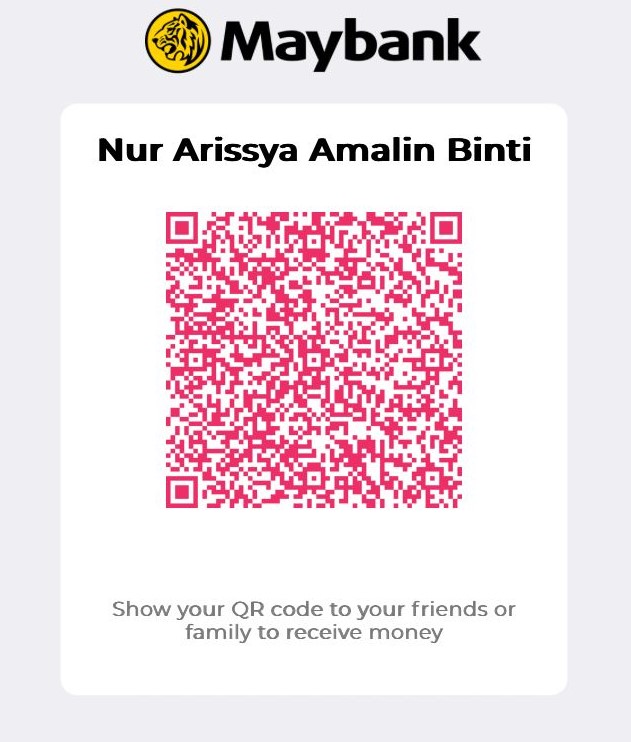 Maybank
Nur Arissya Amalin Binti
Show your QR code to your friends or
family to receive money